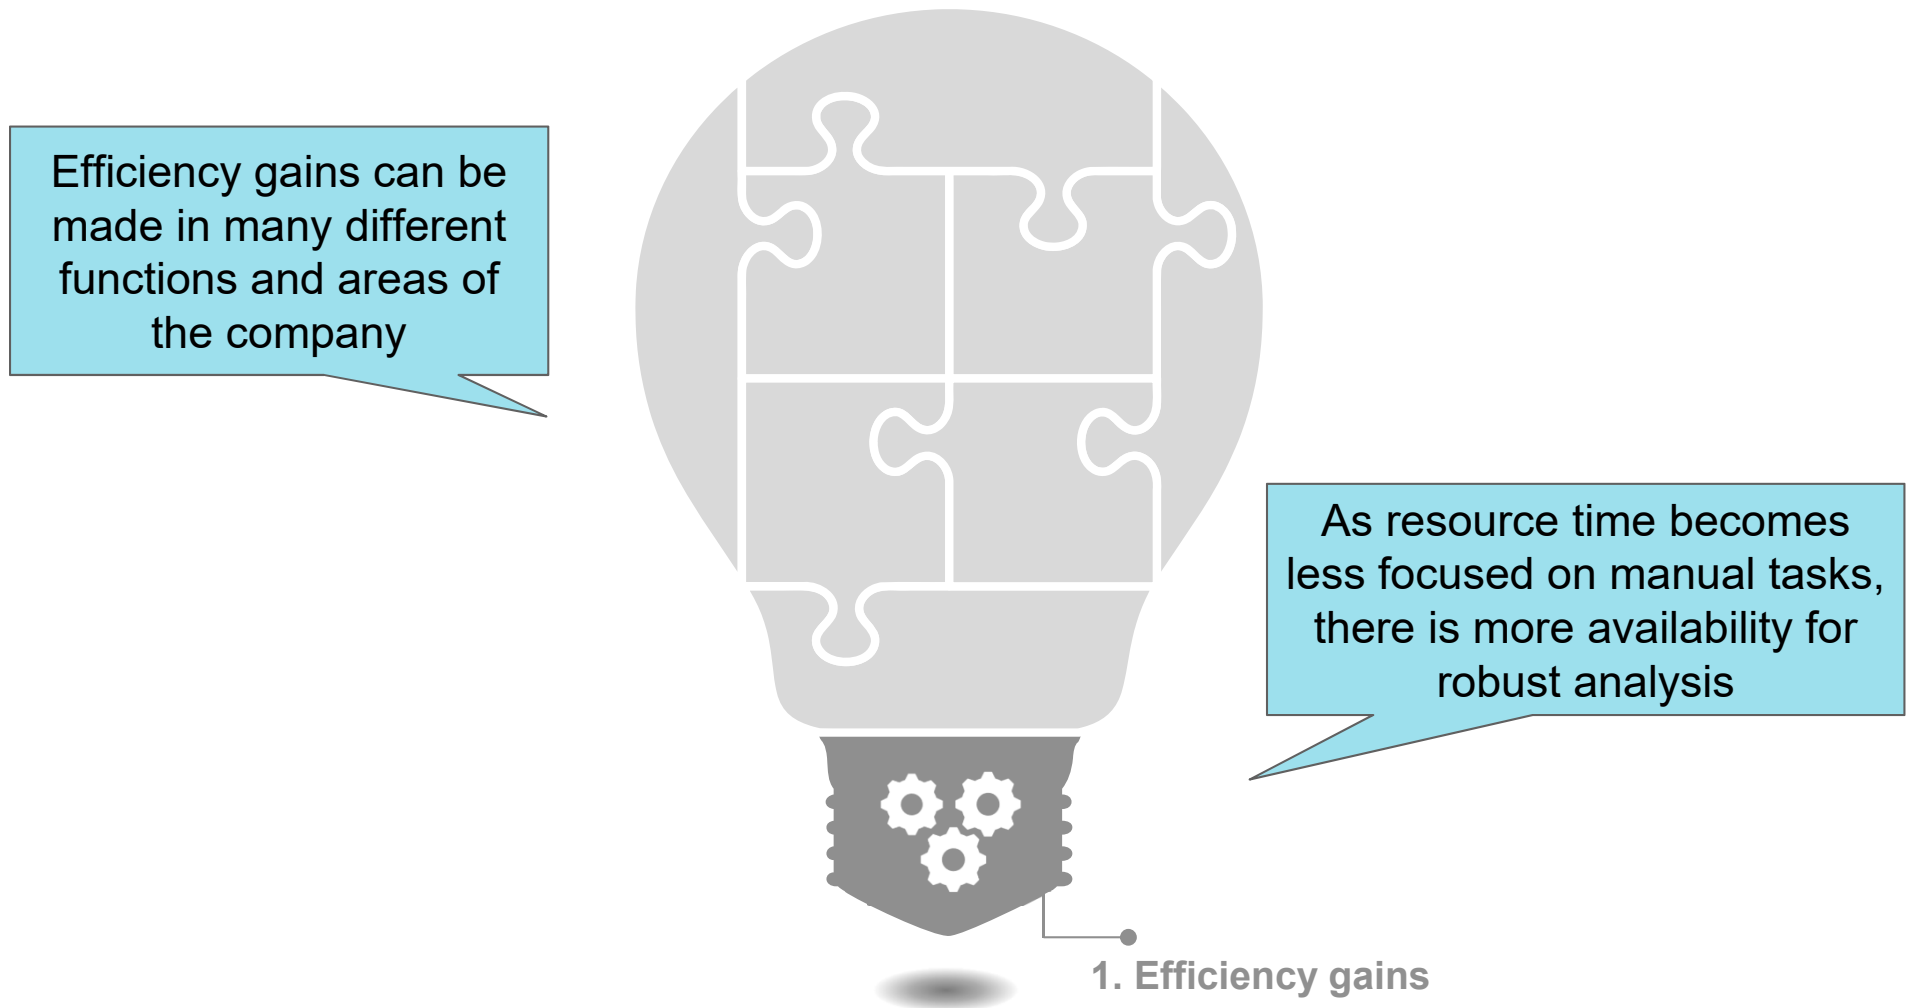 Efficiency gains can be
made in many different
functions and areas of
the company
As resource time becomes
less focused on manual tasks,
there is more availability for
robust analysis
1. Efficiency gains